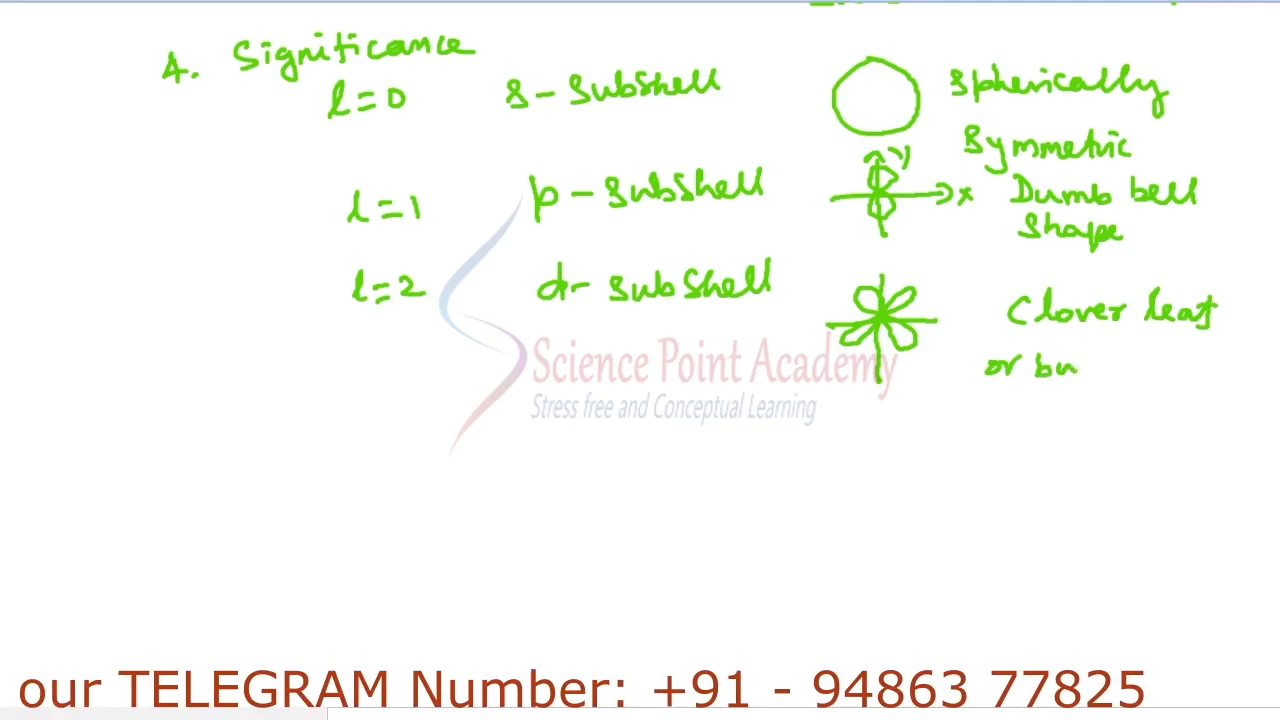 4. Significance
l=0 s-subshell Spherically
Symmetric
l=1 p-subshell y x Dumb bell
Shape
l=2 d-subshell Clover leaf
or bu
Science Point Academy
Stress free and Conceptual Learning
our TELEGRAM Number: +91 - 94863 77825